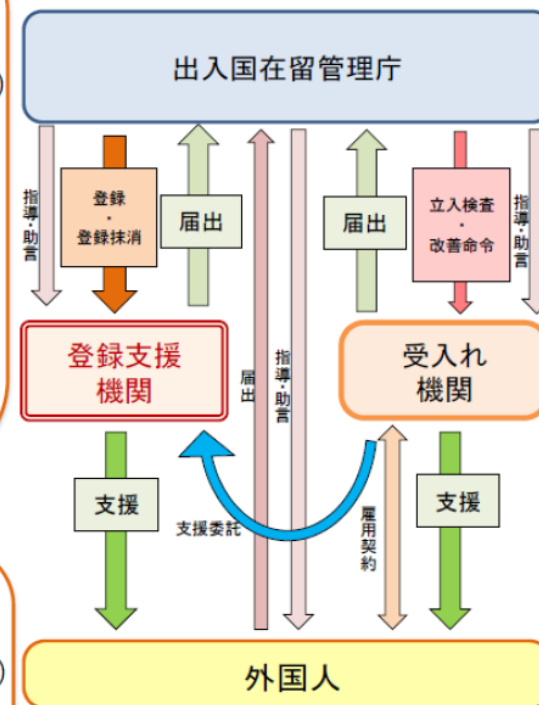 出入国在留管理庁
指導・助言
登録
・
登録抹消
届出
届出
立入検査
・
改善命令
指導・助言
登録支援
機関
届出
指導・助言
受入れ
機関
支援
支援委託
雇用契約
支援
外国人